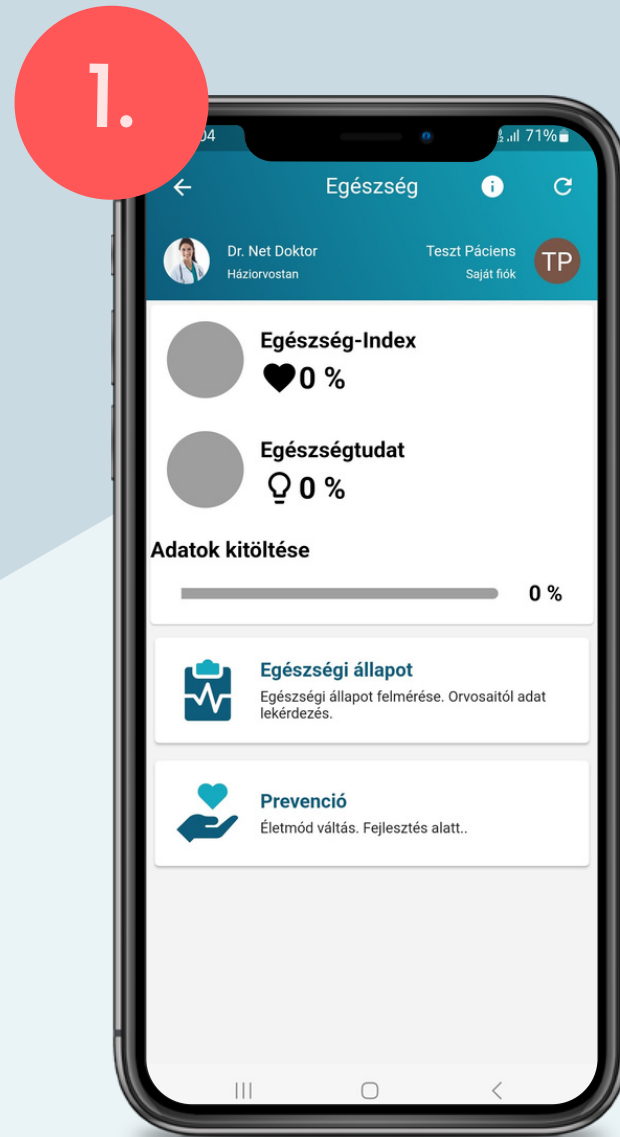 1.
04
71%
Egészség
Dr. Net Doktor
Teszt Páciens
TP
Háziorvostan
Saját fiók
Egészség-Index
0 %
Egészségtudat
0 %
Adatok kitöltése
0 %
Egészségi állapot
Egészségi állapot felmérése. Orvosaitól adat
lekérdezés.
Prevenció
Életmód váltás. Fejlesztés alatt..